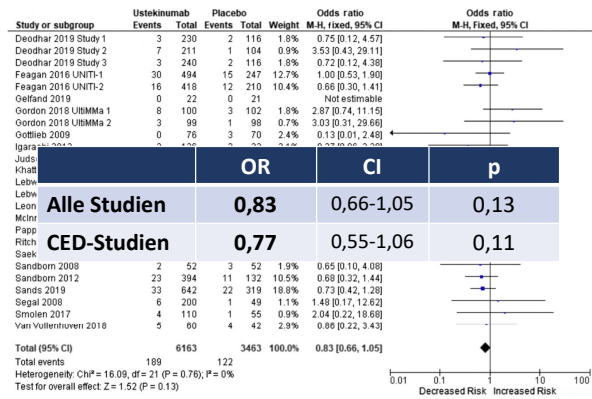 Ustekinumab Placebo Odds ratio Odds ratio
Study or subgroup Events Total Events Total Weight M-H, fixed, 95% CI M-H, fixed, 95% CI
Deodhar 2019 Study 1 3 230 2 116 1.8% 0.75 [0.12, 4.57]
Deodhar 2019 Study 2 7 211 1 104 0.9% 3.53 [0.43, 29.11]
Deodhar 2019 Study 3 3 240 2 116 1.8% 0.72 [0.12, 4.38]
Feagan 2016 UNITI-1 30 494 15 247 12.7% 1.00 [0.53, 1.90]
Feagan 2016 UNITI-2 16 418 12 210 10.4% 0.66 [0.30, 1.41]
Gelfand 2019 0 22 0 21 Not estimable
Gordon 2018 UltiMMa 1 8 100 3 102 1.8% 2.87 [0.74, 11.15]
Gordon 2018 UltiMMa 2 3 99 1 98 0.7% 3.03 [0.31, 29.66]
Gottlieb 2009 0 76 3 70 2.4% 0.13 [0.01, 2.48]
Igarashi 2012
Juds
Khatt
Lebw
Lebw
Leon
McInr
Papp
Ritch
Saek
OR CI p
Alle Studien 0,83 0,66-1,05 0,13
CED-Studien 0,77 0,55-1,06 0,11
Sandborn 2008 2 52 3 52 1.9% 0.65 [0.10, 4.08]
Sandborn 2012 23 394 11 132 10.5% 0.68 [0.32, 1.44]
Sands 2019 33 642 22 319 18.6% 0.73 [0.42, 1.28]
Segal 2008 6 200 1 49 1.0% 1.48 [0.17, 12.62]
Smolen 2017 4 110 1 55 0.8% 2.04 [0.22, 18.68]
Van Vollenhoven 2018 5 60 4 42 2.9% 0.86 [0.22, 3.43]
Total (95% CI) 6163 3463 100.0% 0.83 [0.66, 1.05]
Total events 189 122
Heterogeneity: Chi² = 16.09, df = 21 (P = 0.76); I² = 0%
Test for overall effect: Z = 1.52 (P = 0.13)
0.01 0.1 1 10 100
Decreased Risk Increased Risk